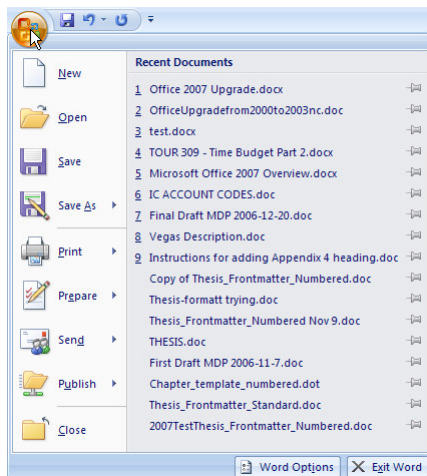 New
Open
Save
Save As
Print
Prepare
Send
Publish
Close
Recent Documents
1 Office 2007 Upgrade.docx
2 OfficeUpgradefrom2000to2003nc.doc
3 test.docx
4 TOUR 309 - Time Budget Part 2.docx
5 Microsoft Office 2007 Overview.docx
6 IC ACCOUNT CODES.doc
7 Final Draft MDP 2006-12-20.doc
8 Vegas Description.doc
9 Instructions for adding Appendix 4 heading.doc
Copy of Thesis_Frontmatter_Numbered.doc
Thesis-formatt trying.doc
Thesis_Frontmatter_Numbered Nov 9.doc
THESIS.doc
First Draft MDP 2006-11-7.doc
Chapter_template_numbered.dot
Thesis_Frontmatter_Standard.doc
2007TestThesis_Frontmatter_Numbered.doc
Word Options
Exit Word